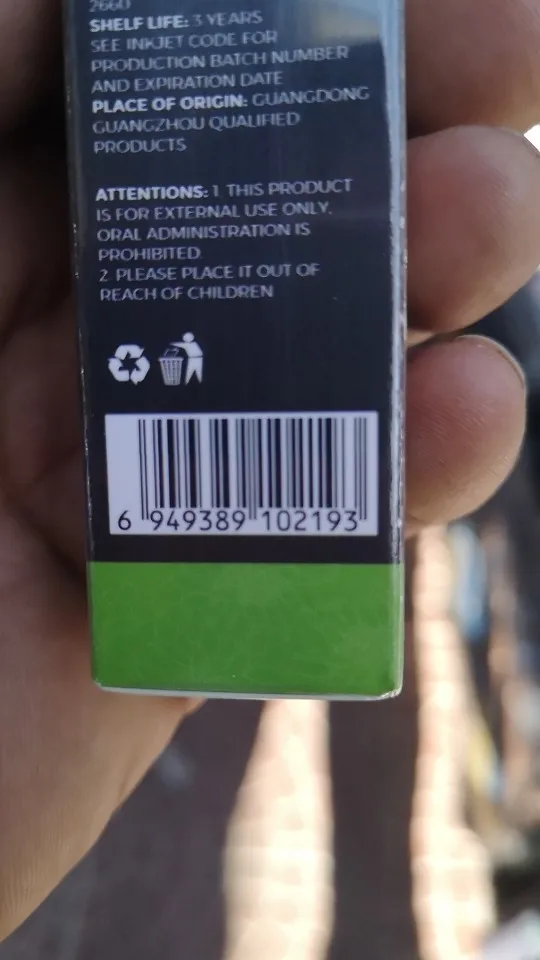 2660
SHELF LIFE: 3 YEARS
SEE INKJET CODE FOR
PRODUCTION BATCH NUMBER
AND EXPIRATION DATE
PLACE OF ORIGIN: GUANGDONG
GUANGZHOU QUALIFIED
PRODUCTS
ATTENTIONS: 1 THIS PRODUCT
IS FOR EXTERNAL USE ONLY,
ORAL ADMINISTRATION IS
PROHIBITED
2. PLEASE PLACE IT OUT OF
REACH OF CHILDREN
6 949389 102193